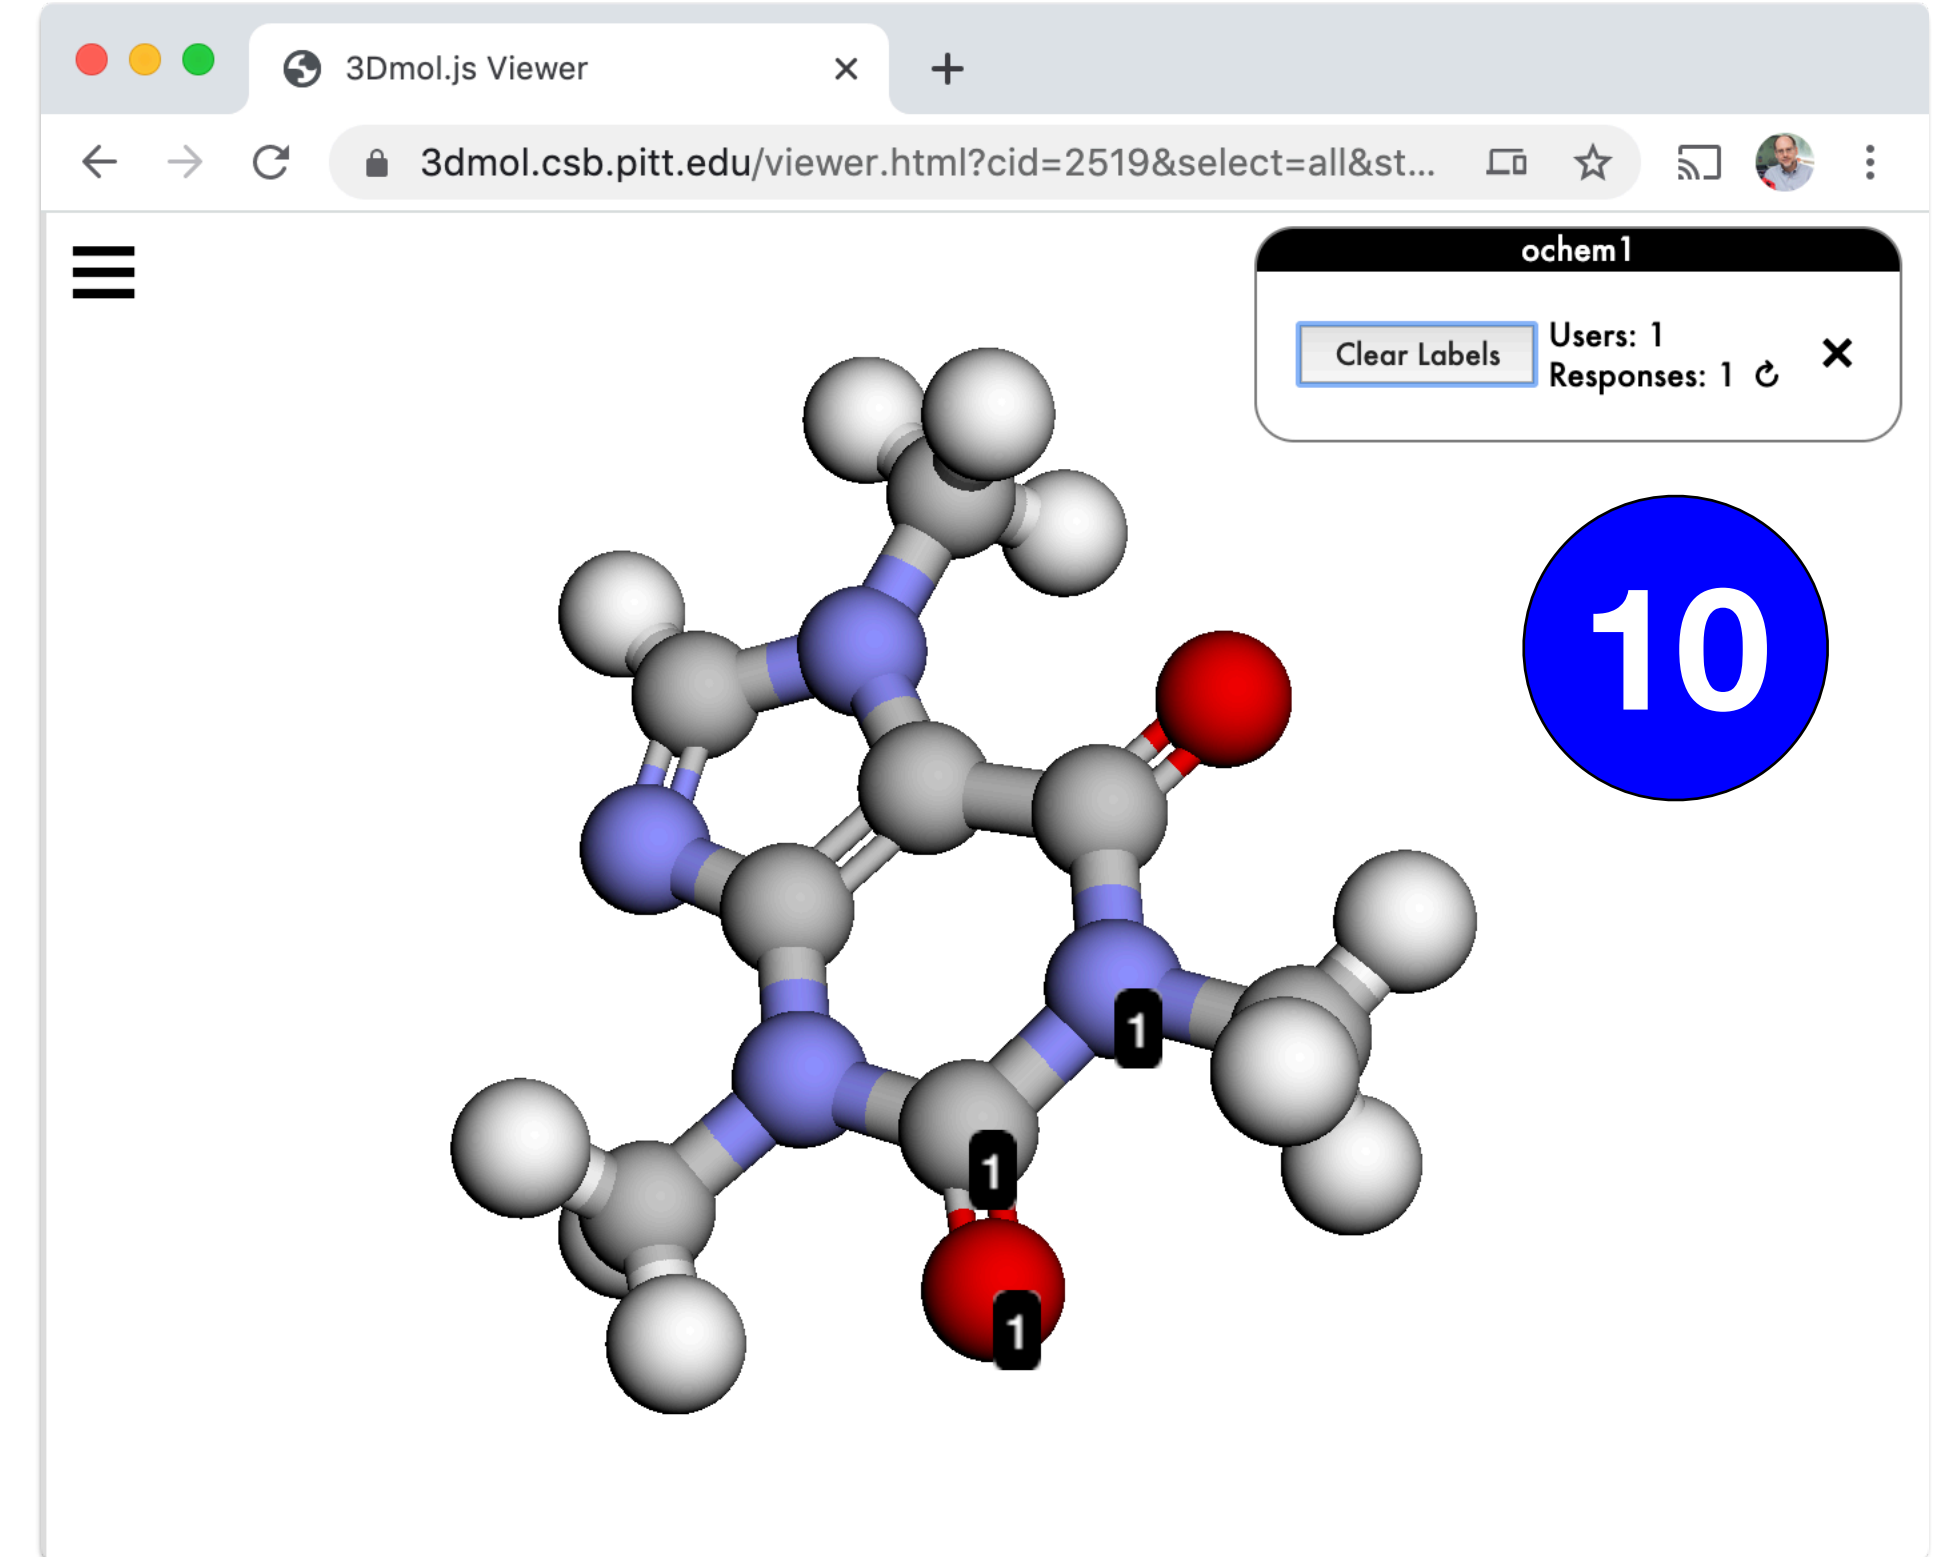 3Dmol.js Viewer
3dmol.csb.pitt.edu/viewer.html?cid=2519&select=all&st...
ochem1
Clear Labels
Users: 1
Responses: 1
10
1
1
1